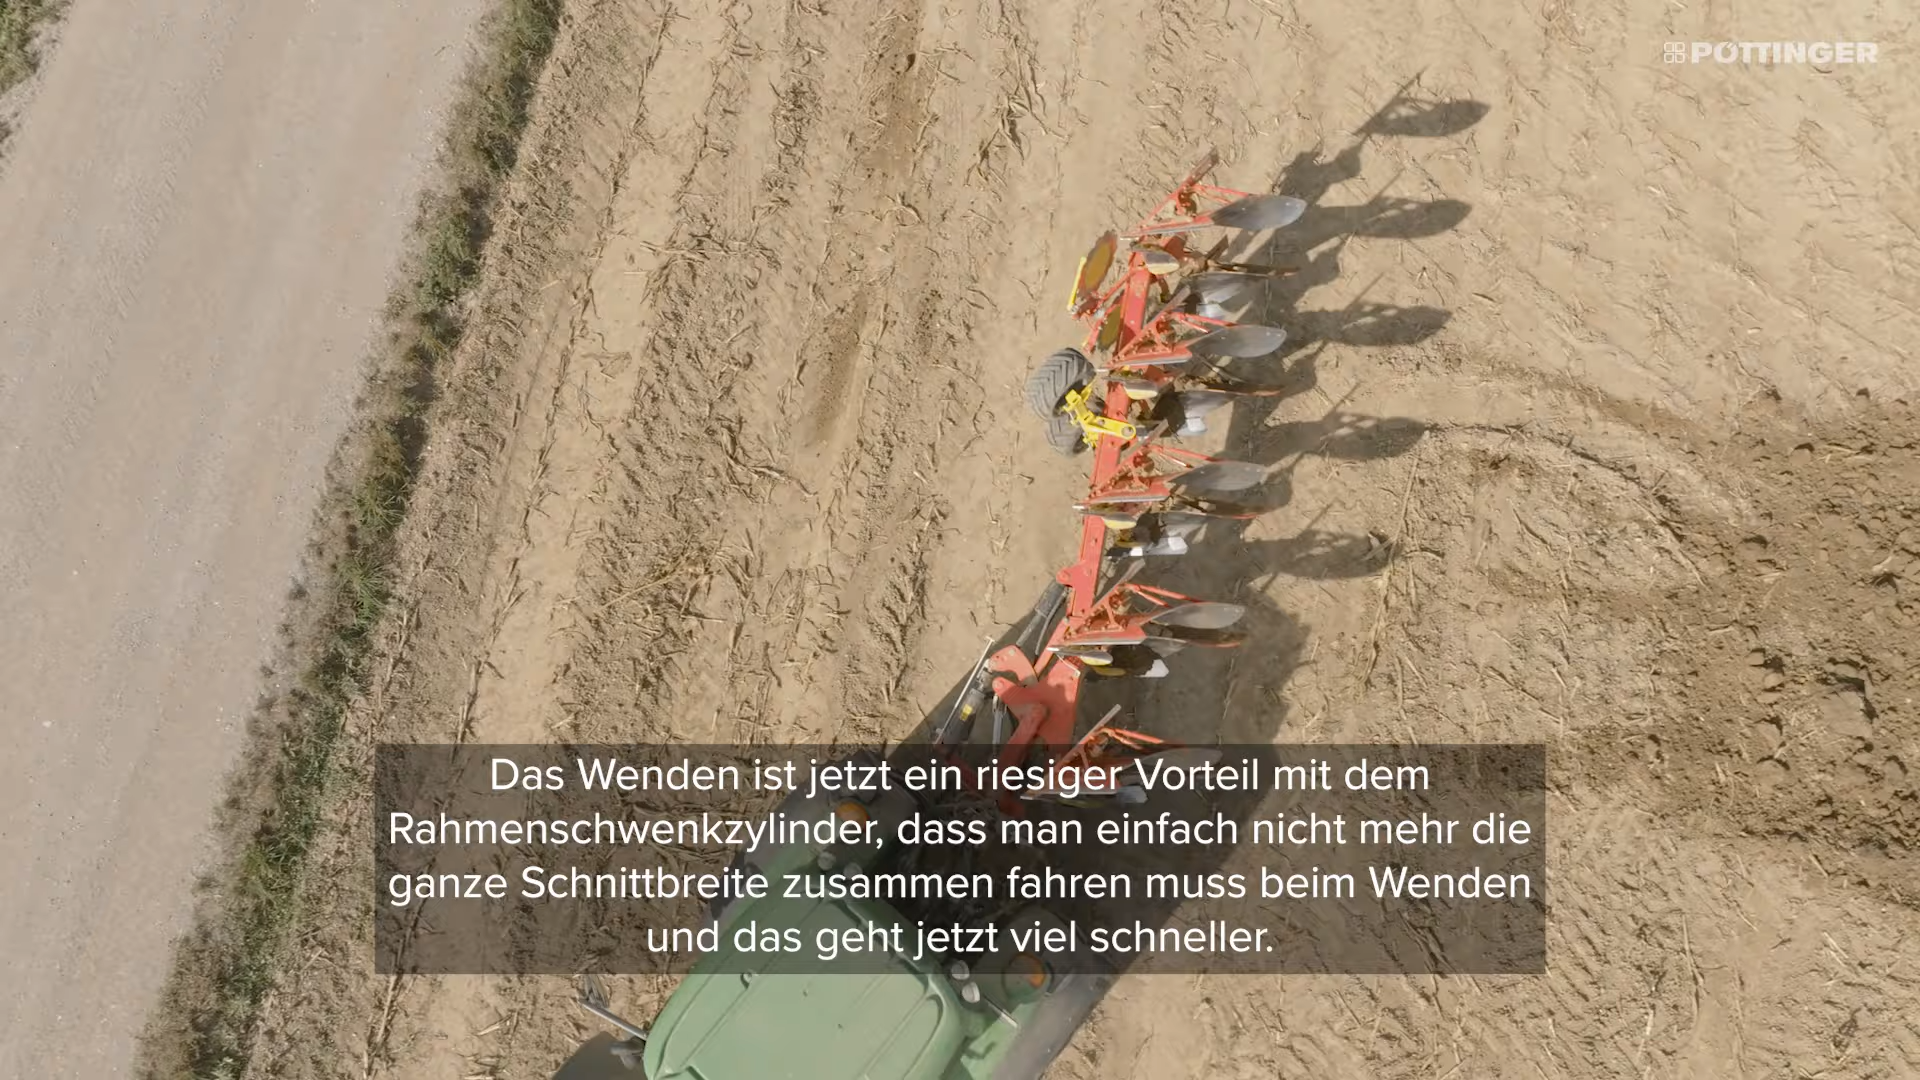 PÖTTINGER
Das Wenden ist jetzt ein riesiger Vorteil mit dem
Rahmenschwenkzylinder, dass man einfach nicht mehr die
ganze Schnittbreite zusammen fahren muss beim Wenden
und das geht jetzt viel schneller.